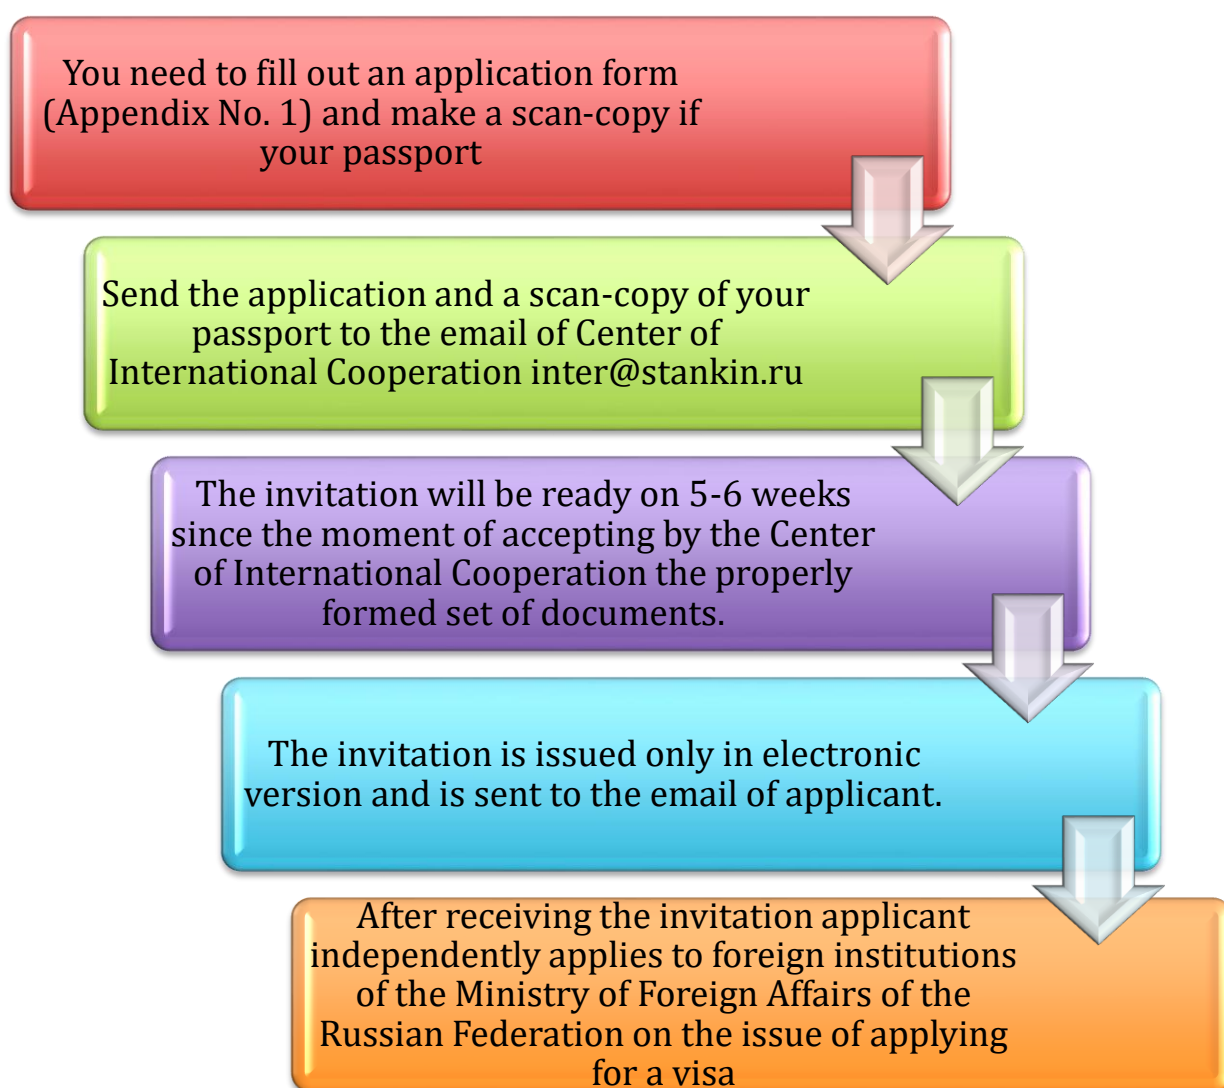 You need to fill out an application form
(Appendix No. 1) and make a scan-copy if
your passport
Send the application and a scan-copy of your
passport to the email of Center of
International Cooperation inter@stankin.ru
The invitation will be ready on 5-6 weeks
since the moment of accepting by the Center
of International Cooperation the properly
formed set of documents.
The invitation is issued only in electronic
version and is sent to the email of applicant.
After receiving the invitation applicant
independently applies to foreign institutions
of the Ministry of Foreign Affairs of the
Russian Federation on the issue of applying
for a visa